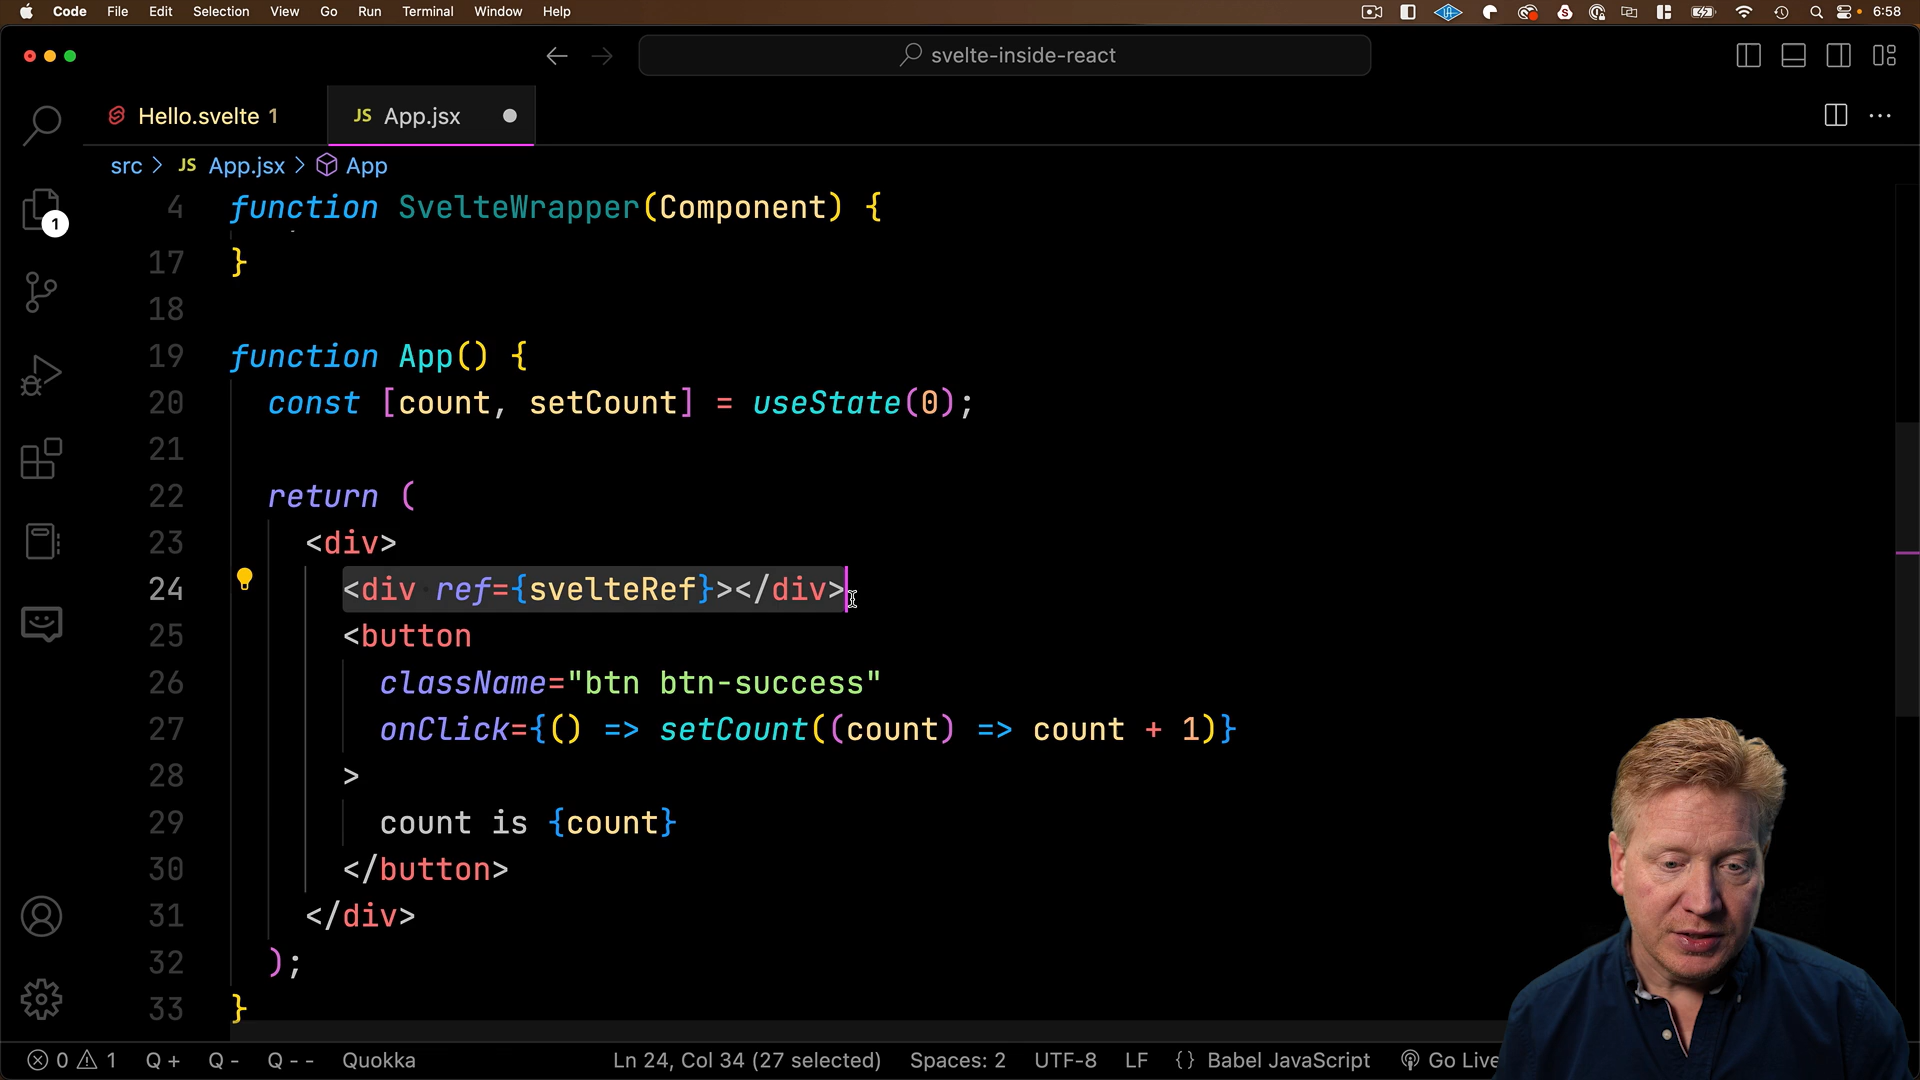 Code File Edit Selection View Go Run Terminal Window Help 6:58
svelte-inside-react
Hello.svelte 1 JS App.jsx
src > JS App.jsx > App
4 function SvelteWrapper(Component) {
17 }
18
19 function App() {
20 const [count, setCount] = useState(0);
21
22 return (
23 <div>
24 <div ref={svelteRef}></div>
25 <button
26 className="btn btn-success"
27 onClick={() => setCount((count) => count + 1)}
28 >
29 count is {count}
30 </button>
31 </div>
32 );
33 }
1
0 1 Q + Q - Q - - Quokka Ln 24, Col 34 (27 selected) Spaces: 2 UTF-8 LF {} Babel JavaScript Go Live